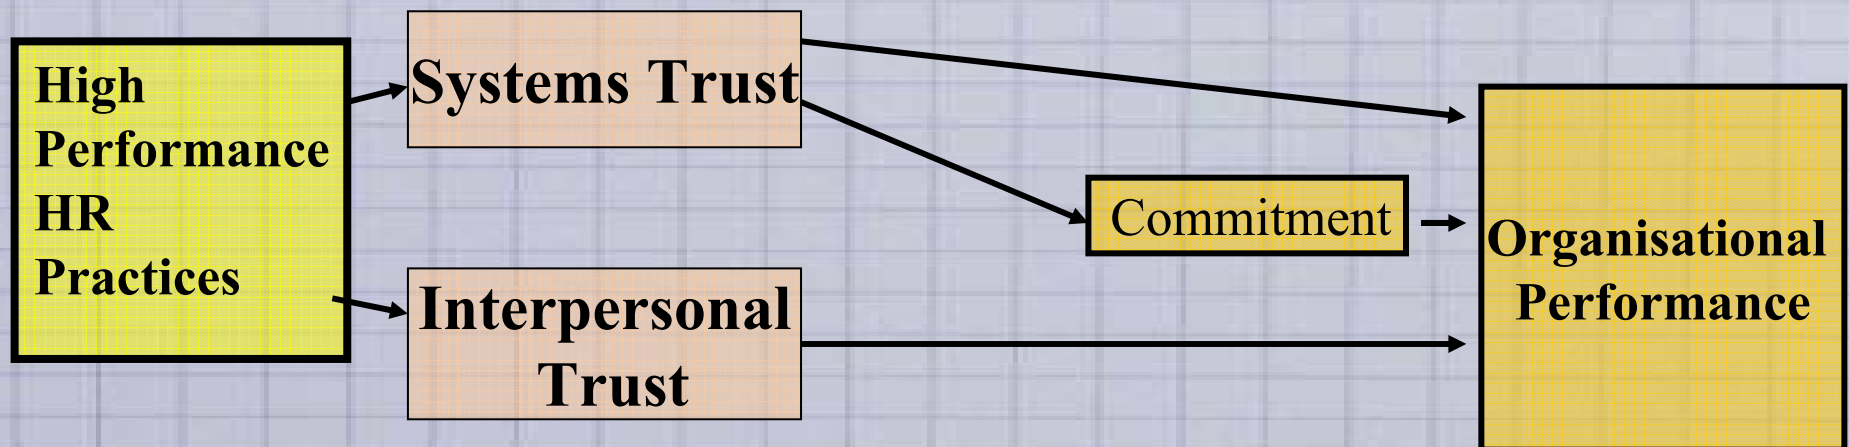 High
Performance
HR
Practices
Systems Trust
Interpersonal
Trust
Commitment
Organisational
Performance